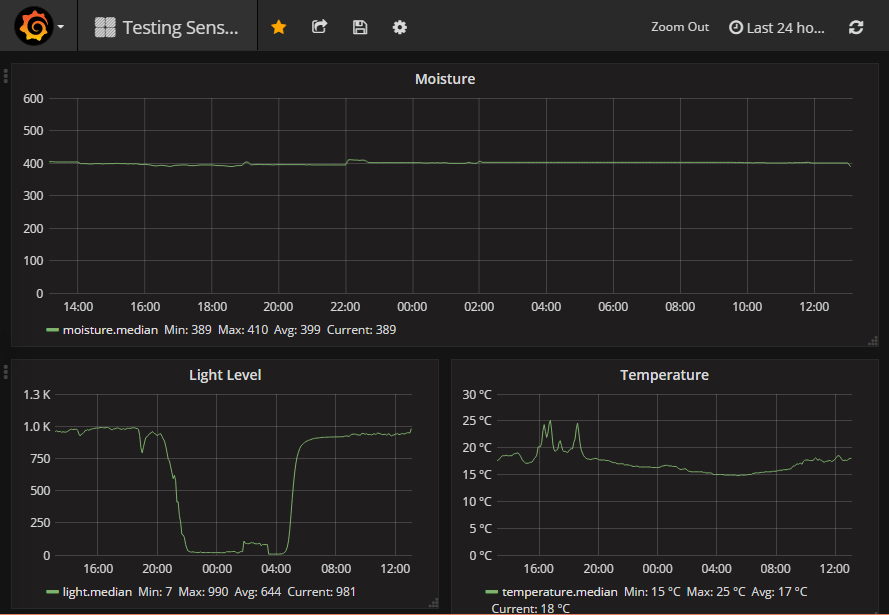 Testing Sens... Zoom Out Last 24 ho...
Moisture
600
500
400
300
200
100
0
14:00 16:00 18:00 20:00 22:00 00:00 02:00 04:00 06:00 08:00 10:00 12:00
moisture.median Min: 389 Max: 410 Avg: 399 Current: 389
Light Level
1.3 K
1.0 K
750
500
250
0
16:00 20:00 00:00 04:00 08:00 12:00
light.median Min: 7 Max: 990 Avg: 644 Current: 981
Temperature
30 °C
25 °C
20 °C
15 °C
10 °C
5 °C
0 °C
16:00 20:00 00:00 04:00 08:00 12:00
temperature.median Min: 15 °C Max: 25 °C Avg: 17 °C
Current: 18 °C